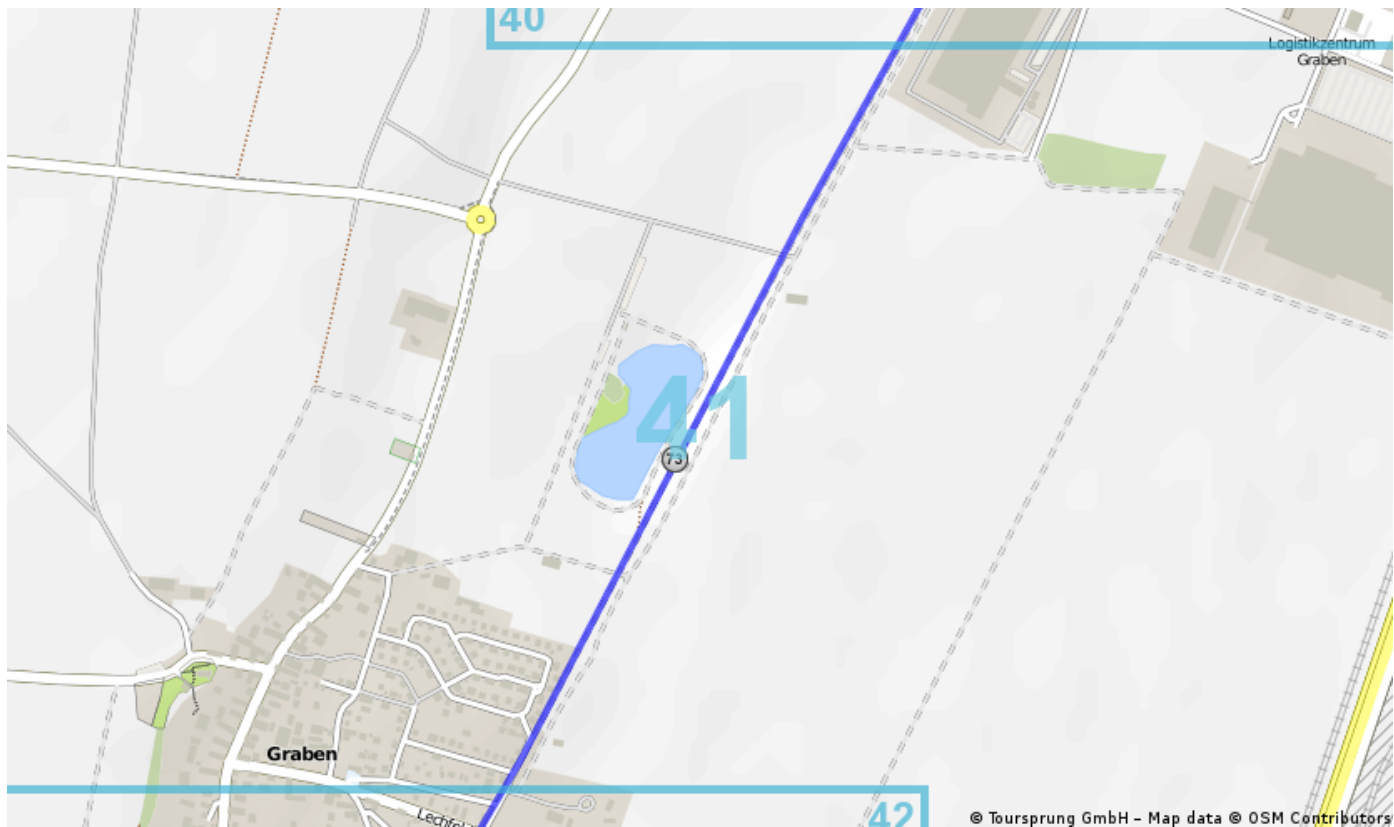 40
Logistikzentrum
Graben
41
73
Graben
42
© Toursprung GmbH – Map data © OSM Contributors